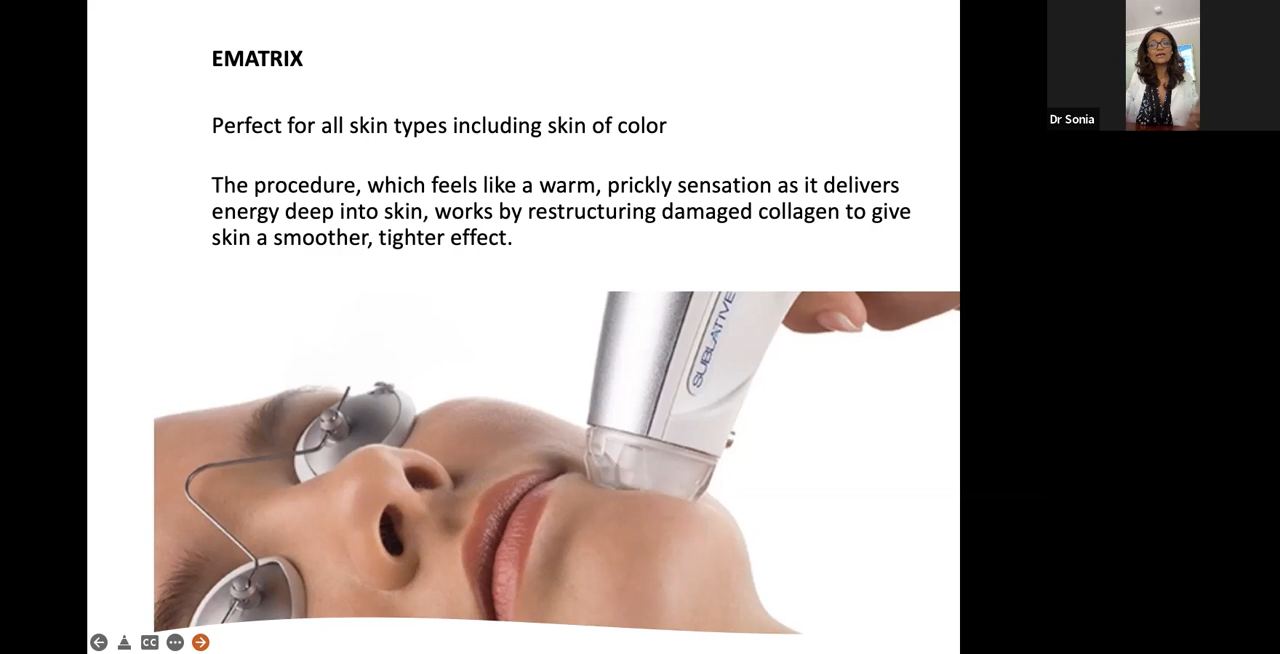 EMATRIX
Perfect for all skin types including skin of color
The procedure, which feels like a warm, prickly sensation as it delivers
energy deep into skin, works by restructuring damaged collagen to give
skin a smoother, tighter effect.
SUBLATIVE
Dr Sonia
CC